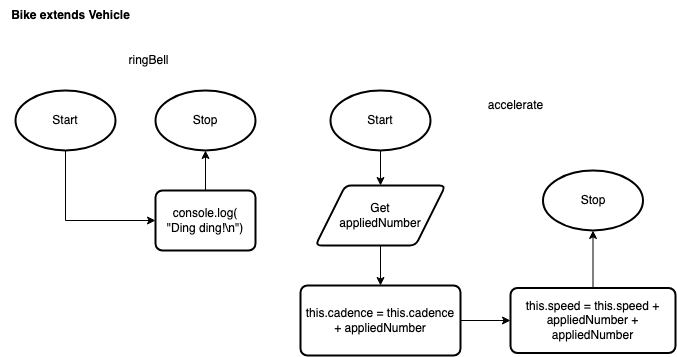 Bike extends Vehicle
ringBell
Start
Stop
console.log(
"Ding ding!\n")
accelerate
Start
Get
appliedNumber
this.cadence = this.cadence
+ appliedNumber
this.speed = this.speed +
appliedNumber +
appliedNumber
Stop